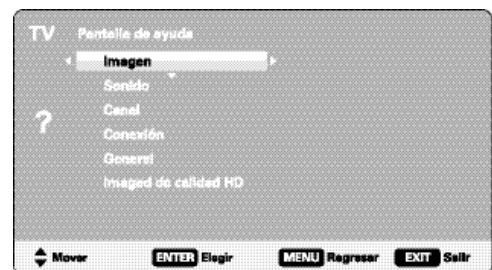 TV Pantalla de ayuda
Imagen
Sonido
Canal
?
Conexión
General
Imaged de calidad HD
Mover ENTER Elegir MENU Regresar EXIT Salir